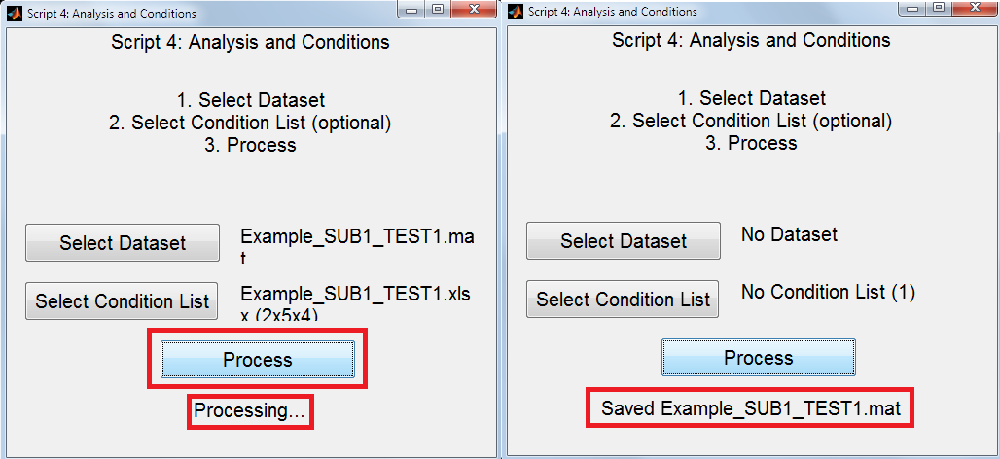 Script 4: Analysis and Conditions
Script 4: Analysis and Conditions
1. Select Dataset
2. Select Condition List (optional)
3. Process
Select Dataset
Example_SUB1_TEST1.ma
t
Select Condition List
Example_SUB1_TEST1.xls
x (2x5x4)
Process
Processing...
Script 4: Analysis and Conditions
Script 4: Analysis and Conditions
1. Select Dataset
2. Select Condition List (optional)
3. Process
Select Dataset
No Dataset
Select Condition List
No Condition List (1)
Process
Saved Example_SUB1_TEST1.mat